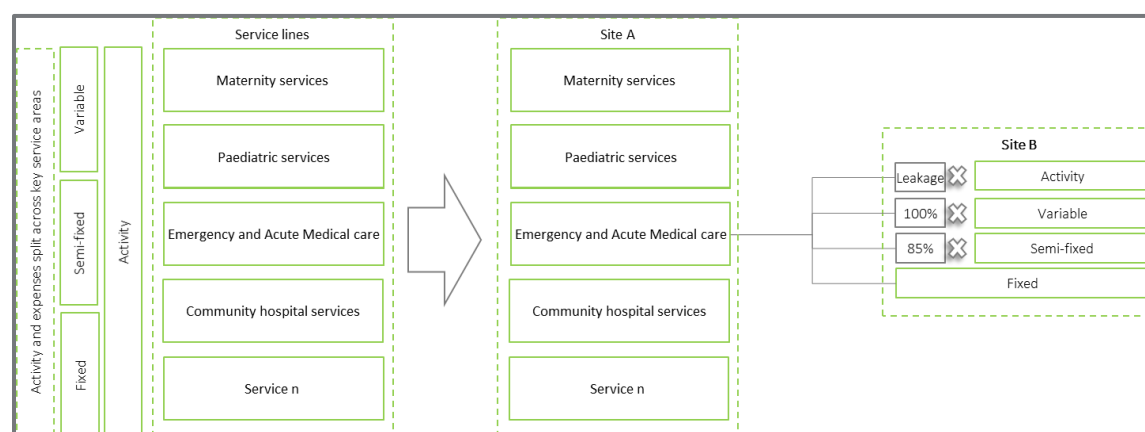 Activity and expenses split across key service areas
Variable
Semi-fixed
Fixed
Activity
Service lines
Maternity services
Paediatric services
Emergency and Acute Medical care
Community hospital services
Service n
Site A
Maternity services
Paediatric services
Emergency and Acute Medical care
Community hospital services
Service n
Site B
Leakage Activity
100% Variable
85% Semi-fixed
Fixed